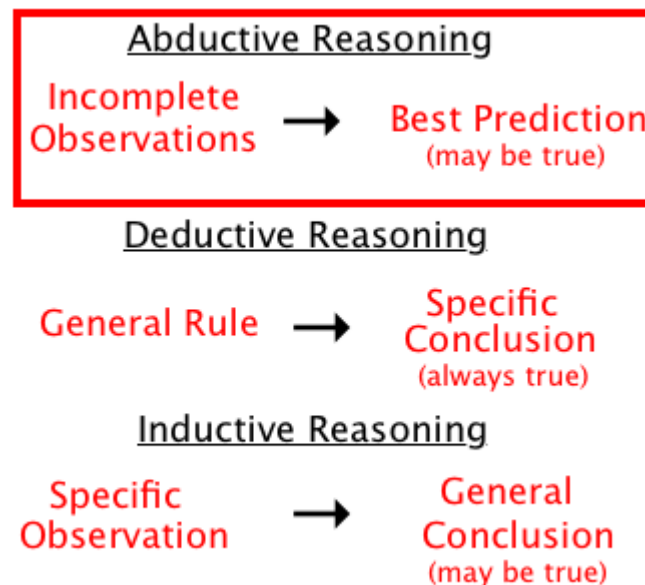 Abductive Reasoning
Incomplete
Observations
Best Prediction
(may be true)
Deductive Reasoning
General Rule
Specific
Conclusion
(always true)
Inductive Reasoning
Specific
Observation
General
Conclusion
(may be true)